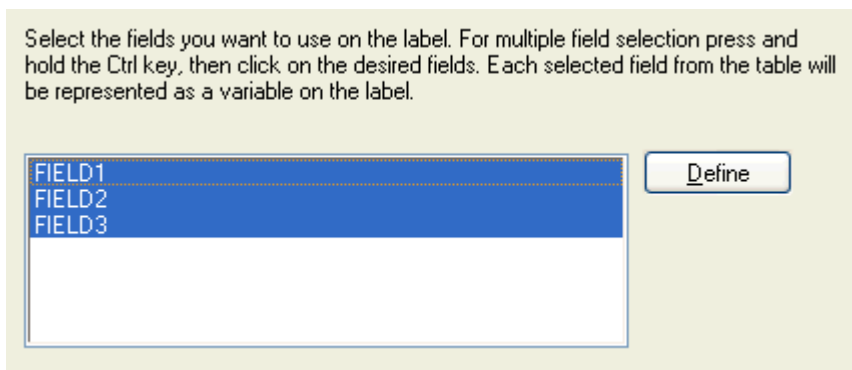 Select the fields you want to use on the label. For multiple field selection press and
hold the Ctrl key, then click on the desired fields. Each selected field from the table will
be represented as a variable on the label.
FIELD1
Define
FIELD2
FIELD3